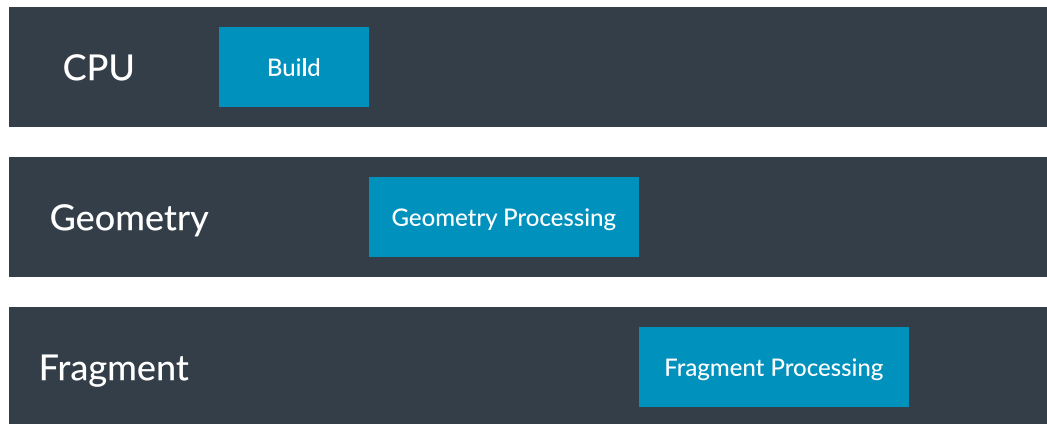 CPU
Build
Geometry
Geometry Processing
Fragment
Fragment Processing